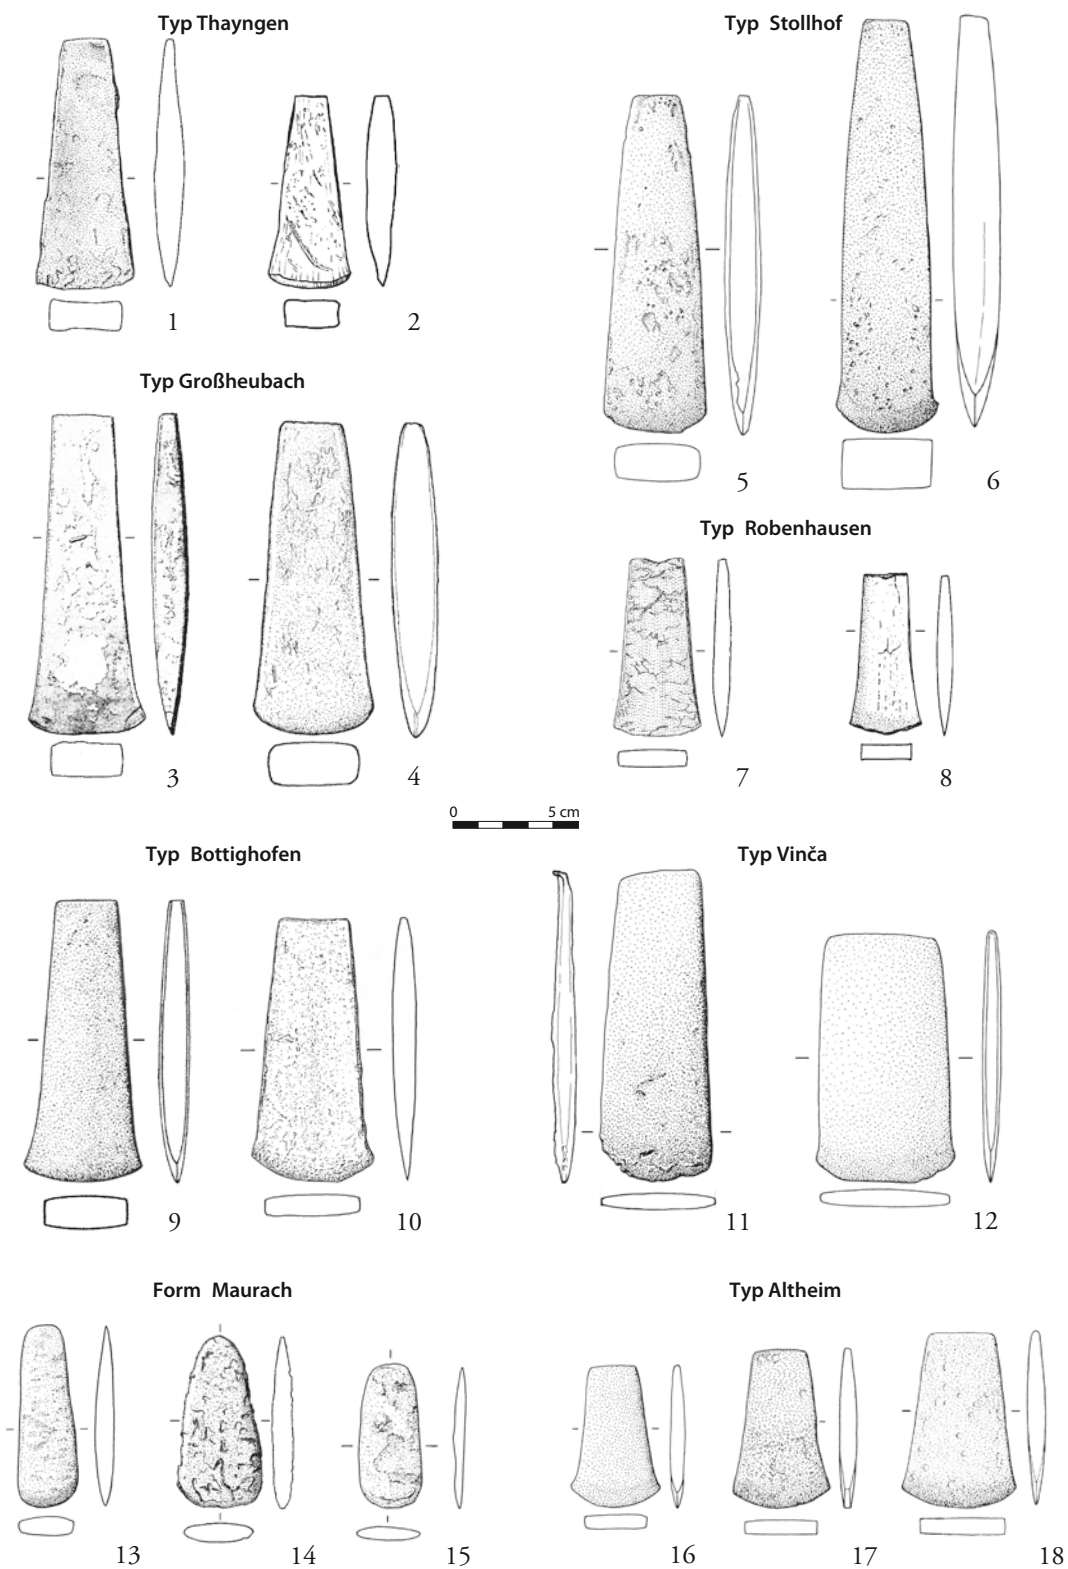 Typ Thayngen
1
2
Typ Stollhof
5
6
Typ Großheubach
3
4
Typ Robenhausen
7
8
0 5 cm
Typ Bottighofen
9
10
Typ Vinča
11
12
Form Maurach
13
14
15
Typ Altheim
16
17
18